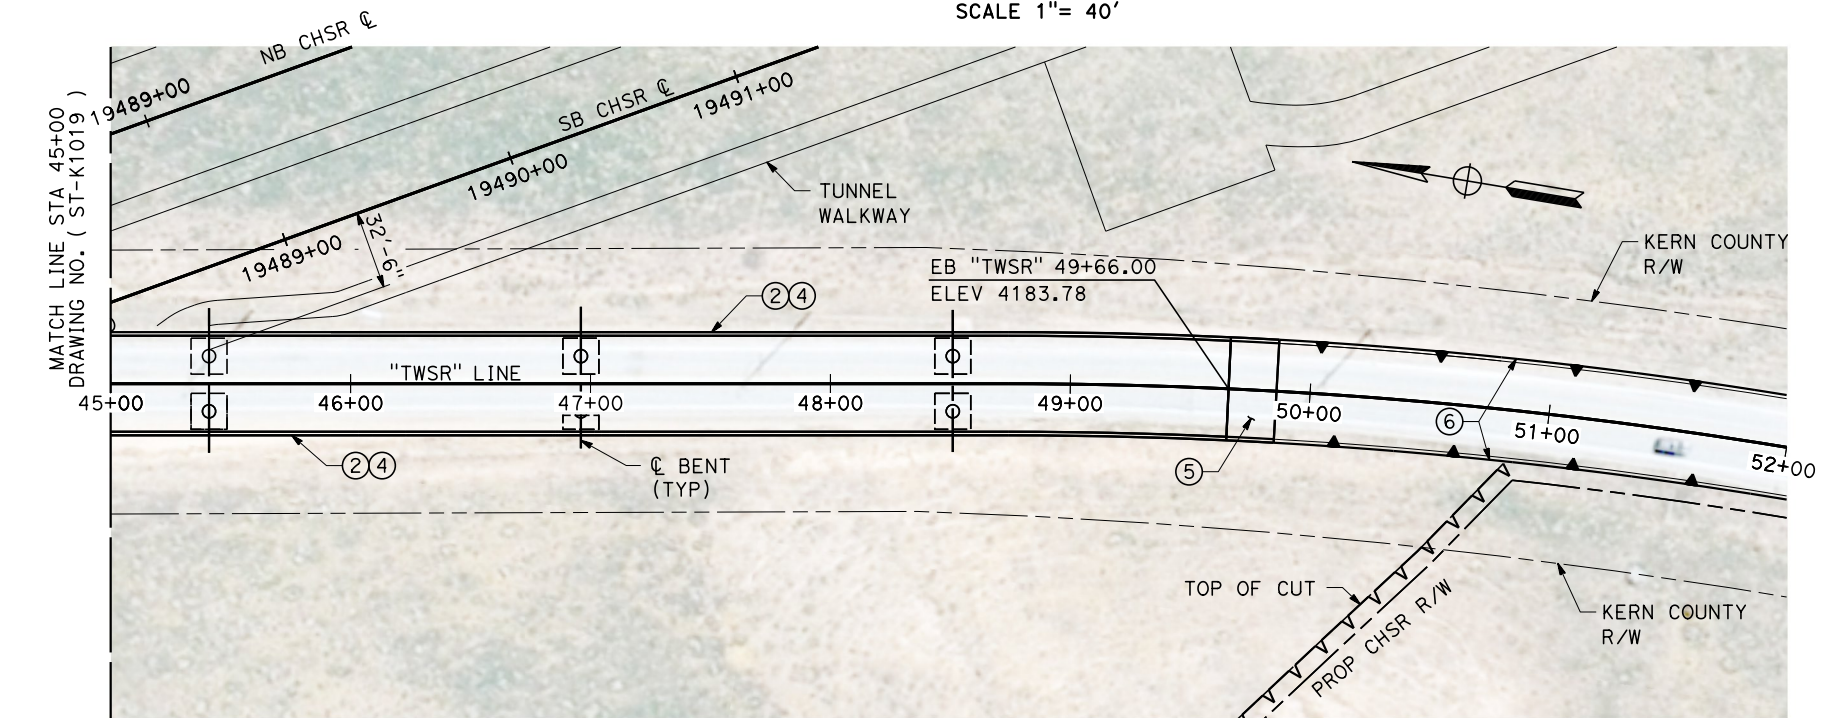 SCALE 1"= 40'
NB CHSR ℄
19489+00
SB CHSR ℄
19491+00
19490+00
19489+00
32'-6"
MATCH LINE STA 45+00
DRAWING NO. ( ST-K1019 )
TUNNEL
WALKWAY
KERN COUNTY
R/W
EB "TWSR" 49+66.00
ELEV 4183.78
2 4
"TWSR" LINE
45+00
46+00
47+00
48+00
49+00
50+00
51+00
52+00
6
5
2 4
℄ BENT
(TYP)
TOP OF CUT
PROP CHSR R/W
KERN COUNTY
R/W